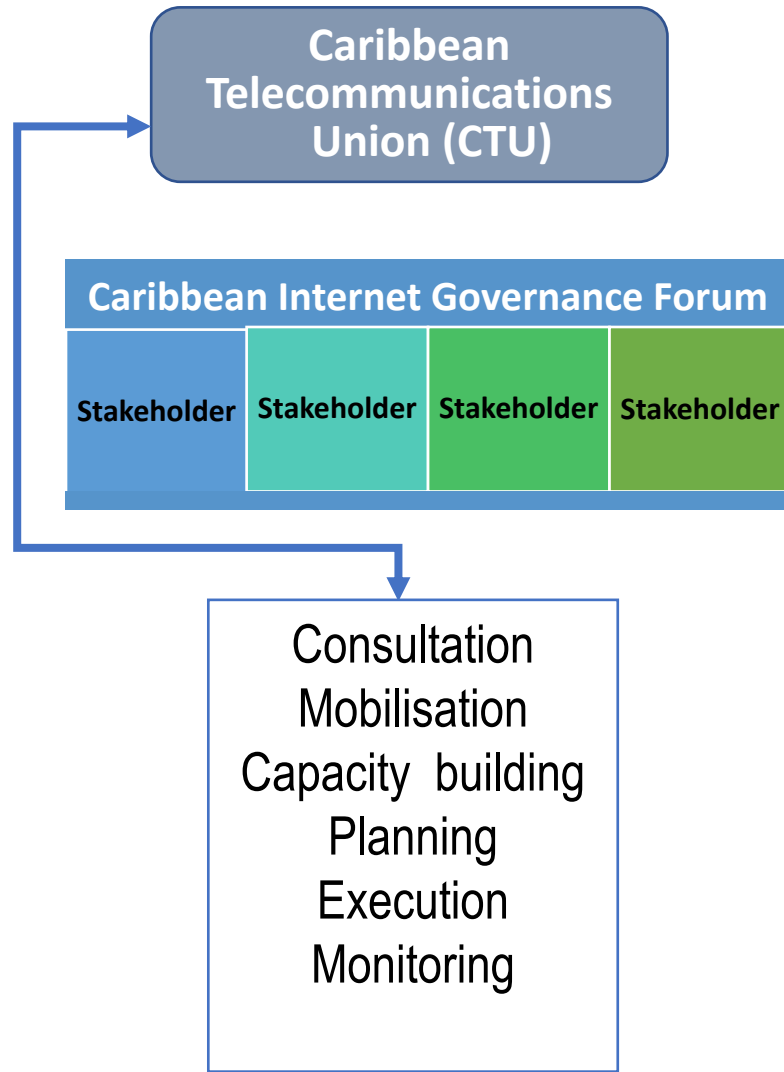 Caribbean
Telecommunications
Union (CTU)
Caribbean Internet Governance Forum
Stakeholder Stakeholder Stakeholder Stakeholder
Consultation
Mobilisation
Capacity building
Planning
Execution
Monitoring